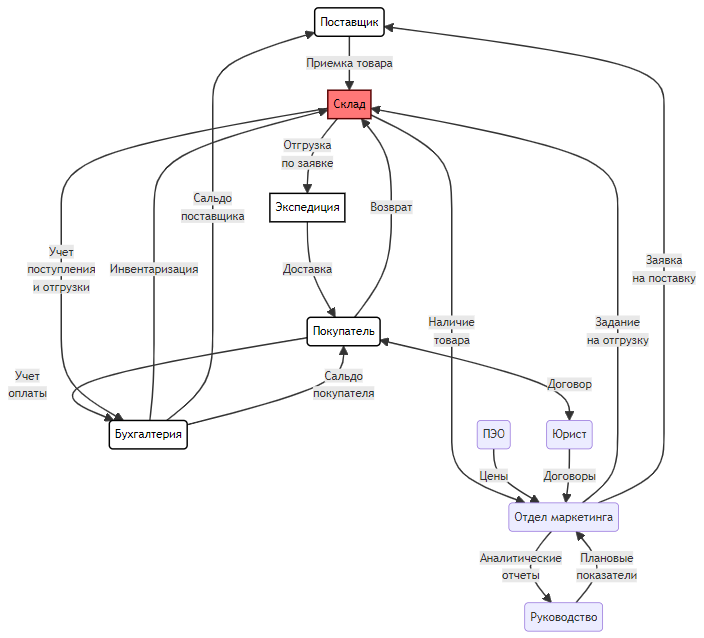 Поставщик
Приемка товара
Склад
Отгрузка
по заявке
Экспедиция
Возврат
Сальдо
поставщика
Учет
поступления
и отгрузки
Инвентаризация
Доставка
Заявка
на поставку
Покупатель
Наличие
товара
Задание
на отгрузку
Учет
оплаты
Сальдо
покупателя
Договор
Бухгалтерия
ПЭО
Юрист
Цены
Договоры
Отдел маркетинга
Аналитические
отчеты
Плановые
показатели
Руководство